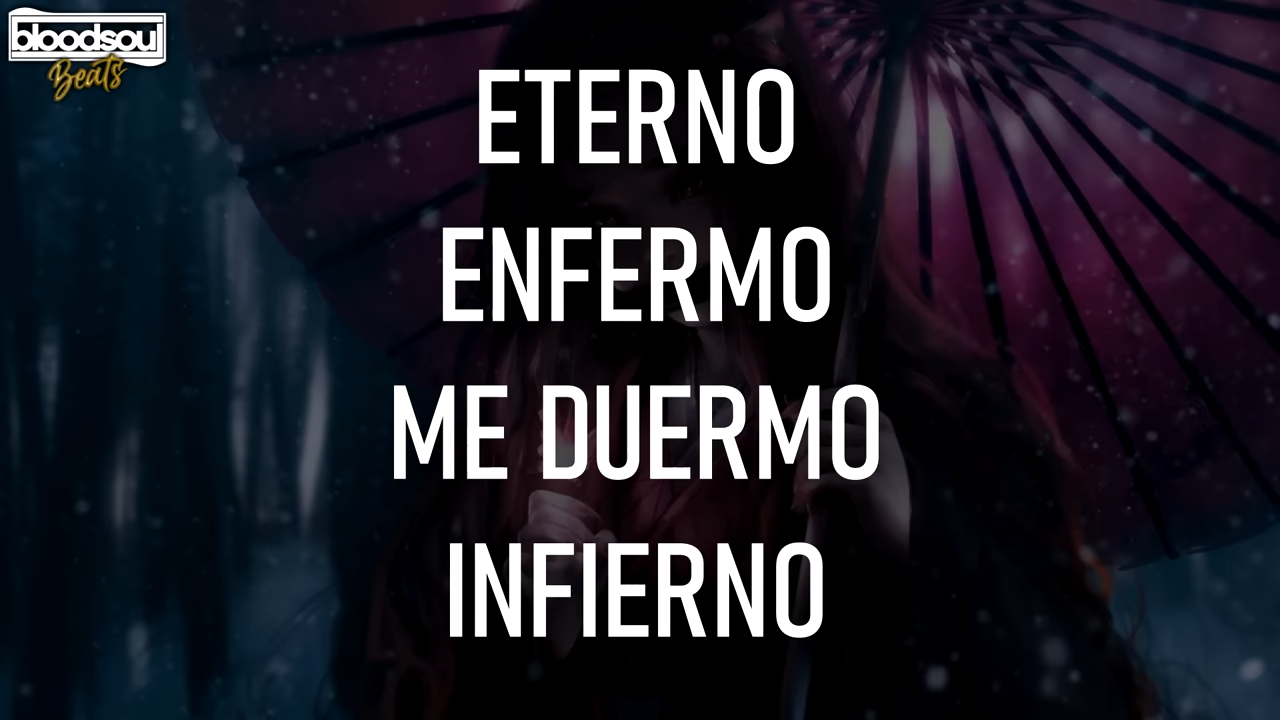 bloodsoul
Beats
ETERNO
ENFERMO
ME DUERMO
INFIERNO